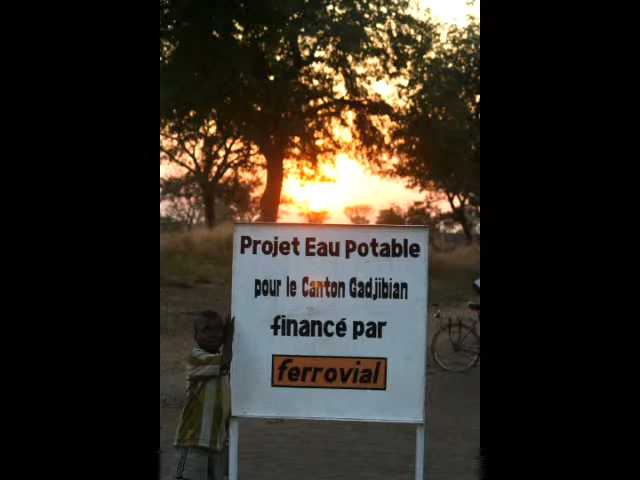 Projet Eau Potable
pour le Canton Gadjibian
financé par
ferrovial